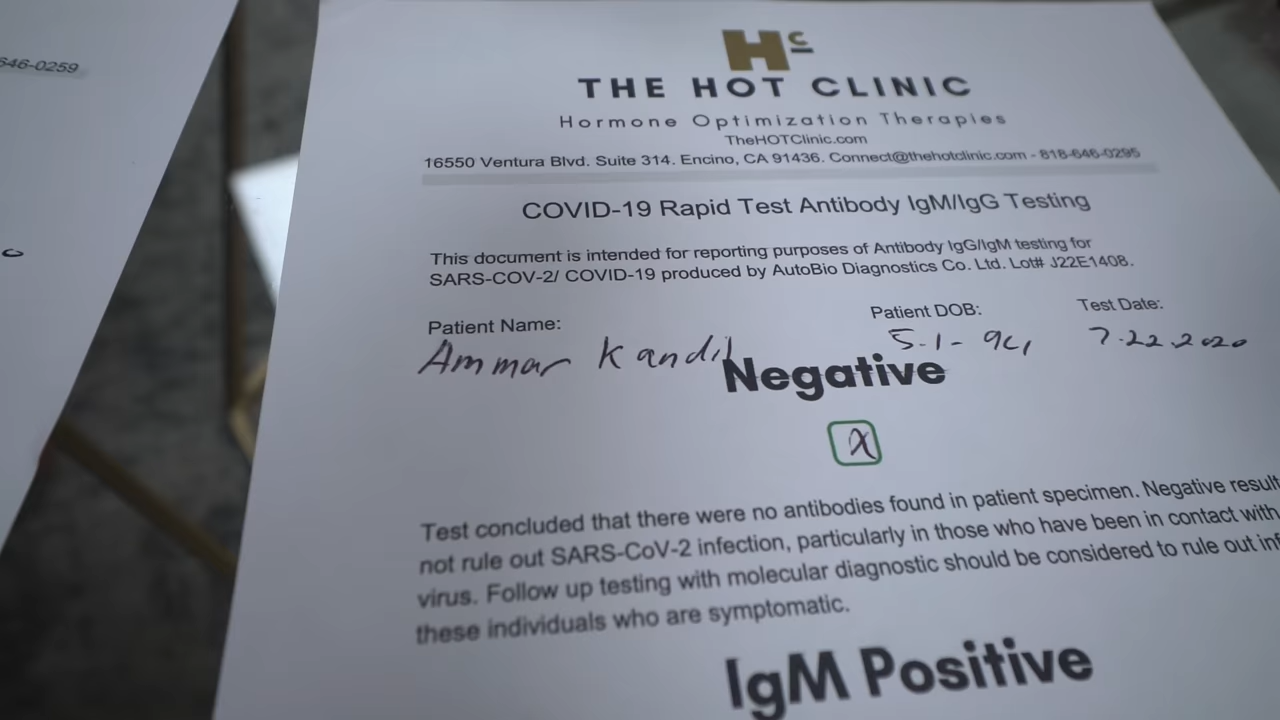 646-0259
Hc
THE HOT CLINIC
Hormone Optimization Therapies
TheHOTClinic.com
16550 Ventura Blvd. Suite 314. Encino, CA 91436. Connect@thehotclinic.com - 818-646-0295
COVID-19 Rapid Test Antibody IgM/IgG Testing
This document is intended for reporting purposes of Antibody IgG/IgM testing for
SARS-COV-2/ COVID-19 produced by AutoBio Diagnostics Co. Ltd. Lot# J22E1408.
Patient Name: Patient DOB: Test Date:
Ammar Kandil 5-1- 7.22.2020
Negative
X
Test concluded that there were no antibodies found in patient specimen. Negative result
not rule out SARS-CoV-2 infection, particularly in those who have been in contact with
virus. Follow up testing with molecular diagnostic should be considered to rule out inf
these individuals who are symptomatic.
IgM Positive